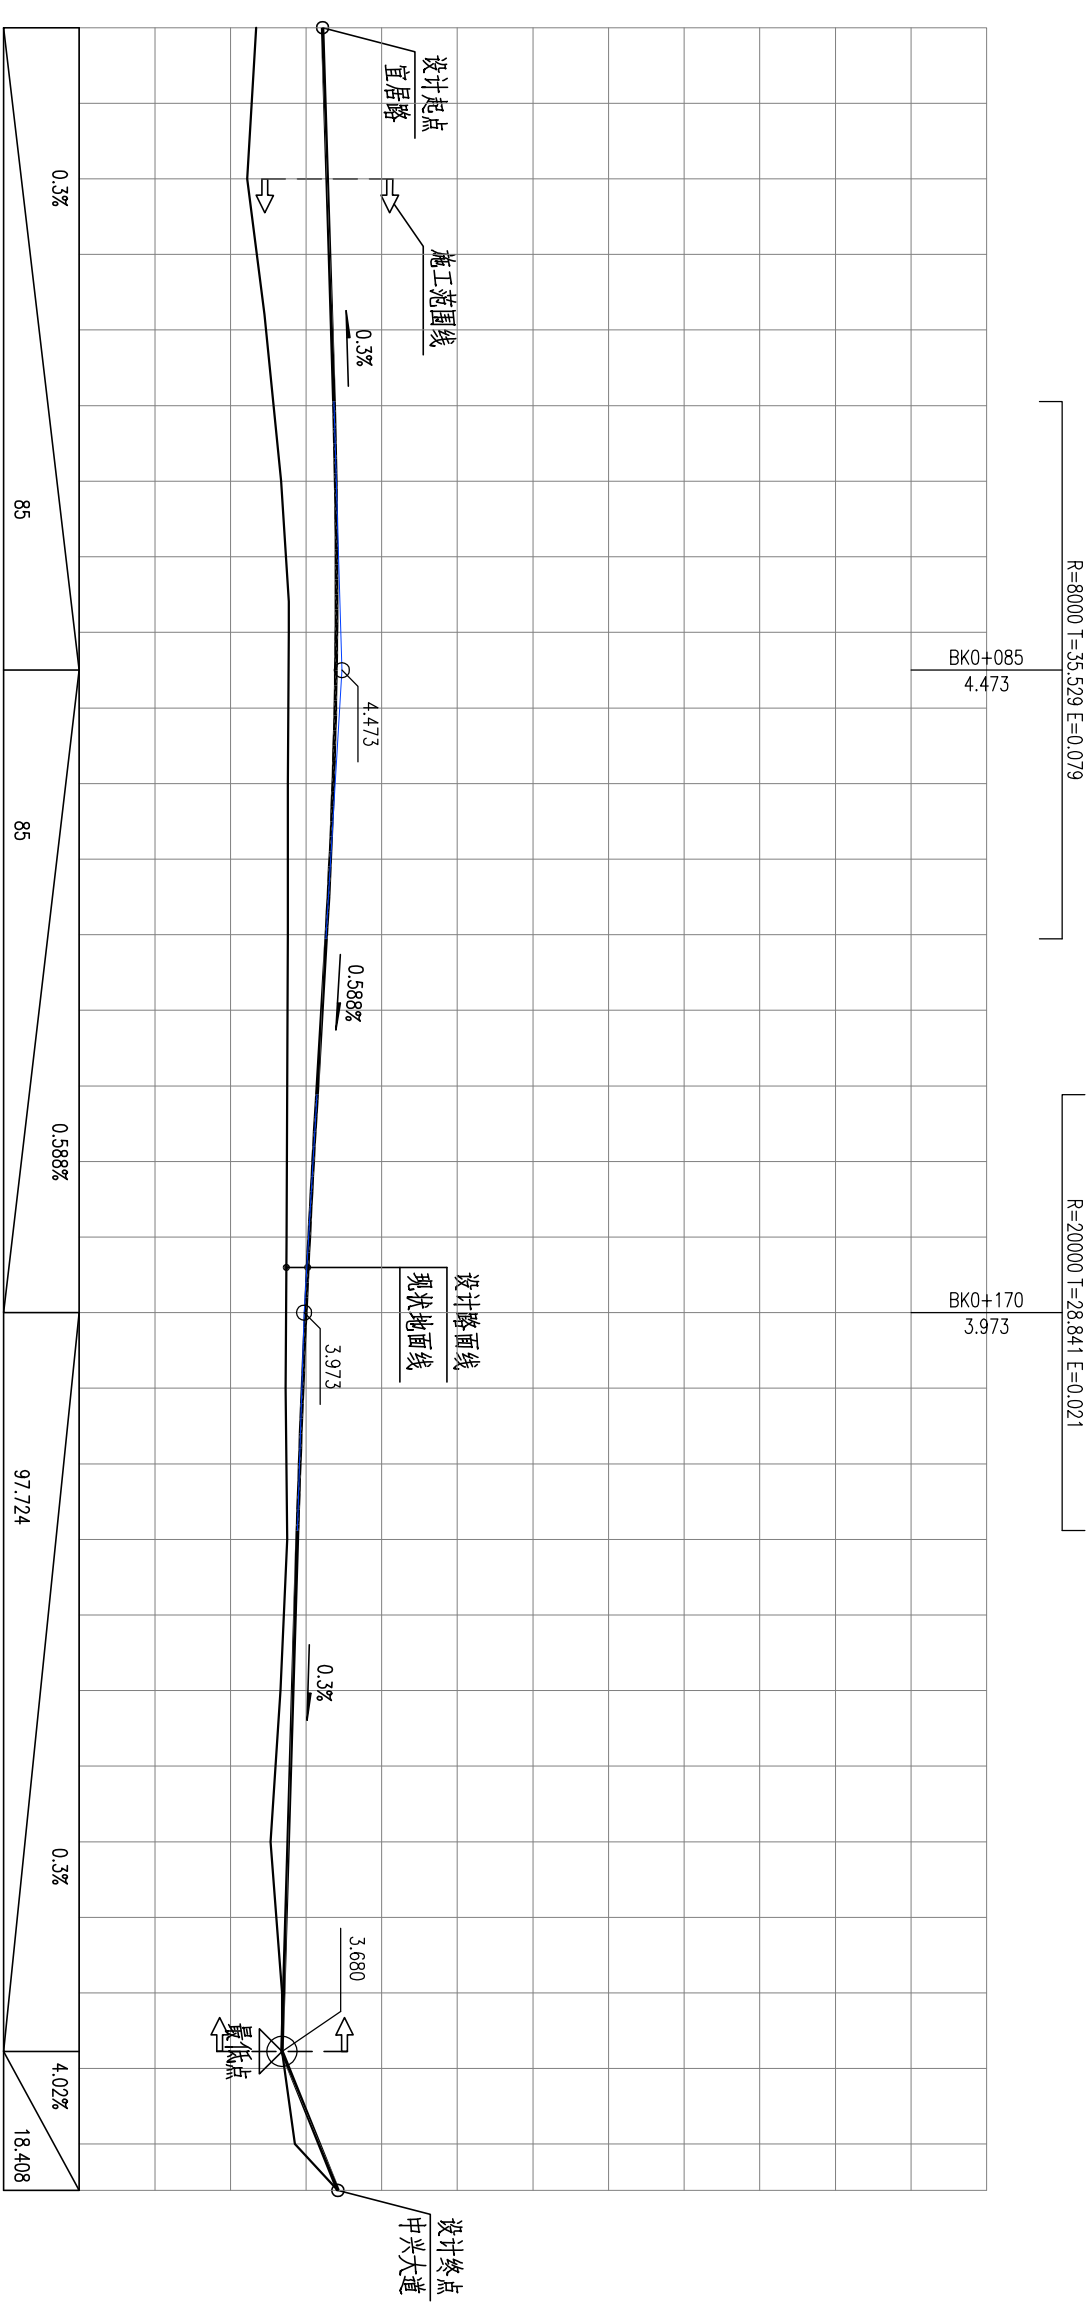 R=8000 T=35.529 E=0.079
BK0+085
4.473
R=20000 T=28.841 E=0.021
BK0+170
3.973
设计起点
宜居路
施工范围线
0.3%
4.473
0.588%
设计路面线
现状地面线
3.973
0.3%
3.680
最低点
设计终点
中兴大道
0.3%
85
85
0.588%
97.724
0.3%
4.02%
18.408